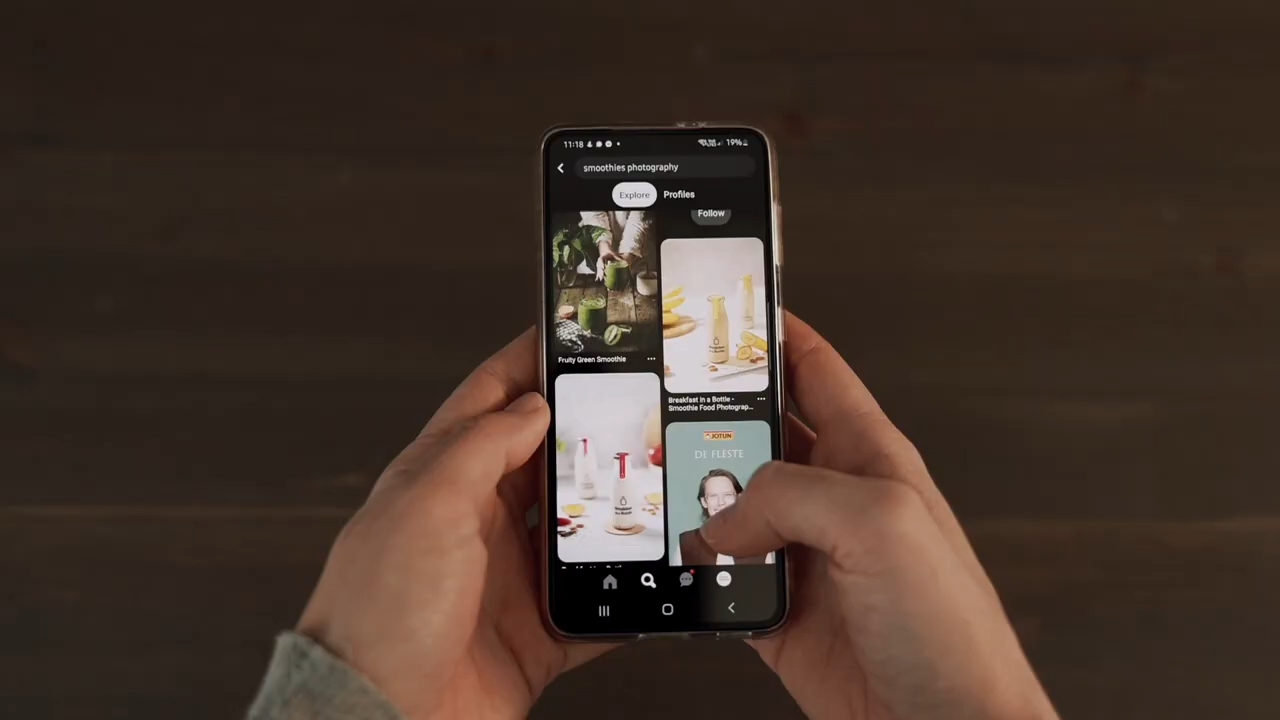 11:18
19%
smoothies photography
Explore Profiles
Follow
Fruity Green Smoothie
Breakfast in a Bottle -
Smoothie Food Photograp...
JOTUN
DE FLESTE